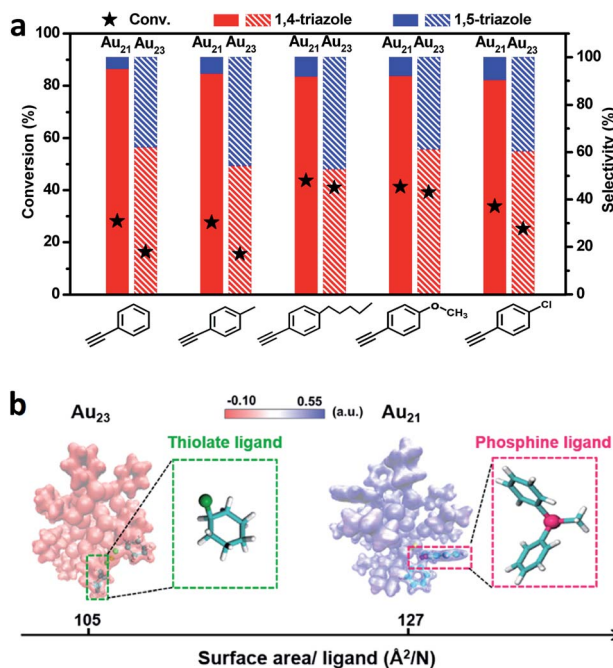 a
★ Conv. 1,4-triazole 1,5-triazole
Au21 Au23 Au21 Au23 Au21 Au23 Au21 Au23 Au21 Au23
Conversion (%)
100
80
60
40
20
0
Selectivity (%)
100
80
60
40
20
0
O CH3
Cl
b
Au23
-0.10 0.55 (a.u.)
Au21
Thiolate ligand
Phosphine ligand
105 127
Surface area/ ligand (Å2/N)